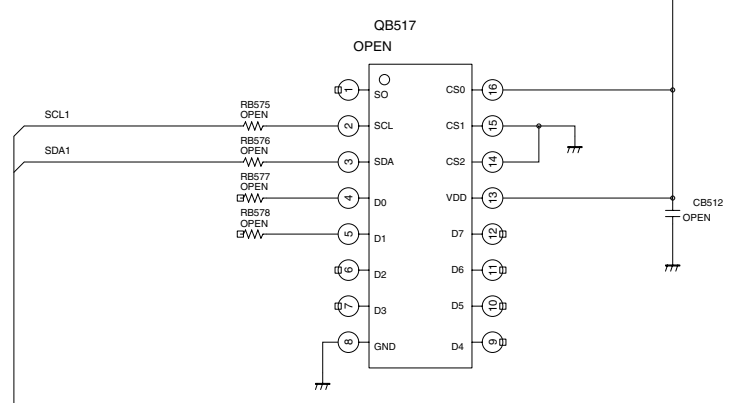 QB517
OPEN
1 SO CS0 16
SCL1 RB575 OPEN 2 SCL CS1 15
SDA1 RB576 OPEN 3 SDA CS2 14
RB577 OPEN 4 D0 VDD 13
RB578 OPEN 5 D1 D7 12
6 D2 D6 11
7 D3 D5 10
8 GND D4 9
CB512
OPEN